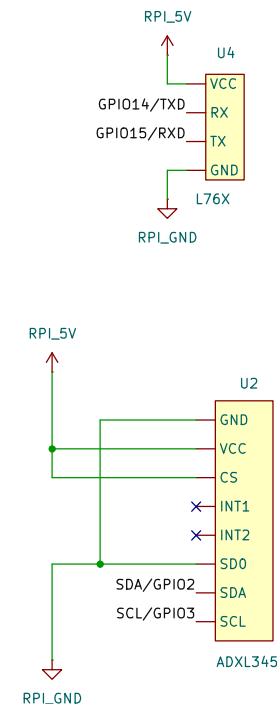 RPI_5V
U4
VCC
GPIO14/TXD
RX
GPIO15/RXD
TX
GND
L76X
RPI_GND
RPI_5V
U2
GND
VCC
CS
INT1
INT2
SD0
SDA/GPIO2
SDA
SCL/GPIO3
SCL
ADXL345
RPI_GND